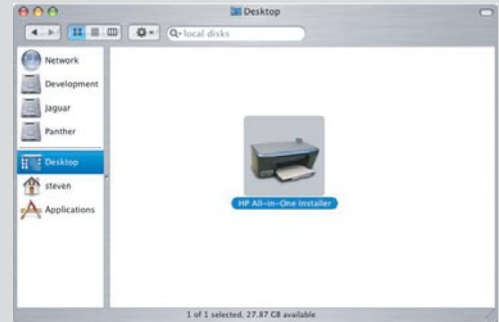 Desktop
local disks
Network
Development
Jaguar
Panther
Desktop
steven
Applications
HP All-in-One Installer
1 of 1 selected, 27.87 GB available